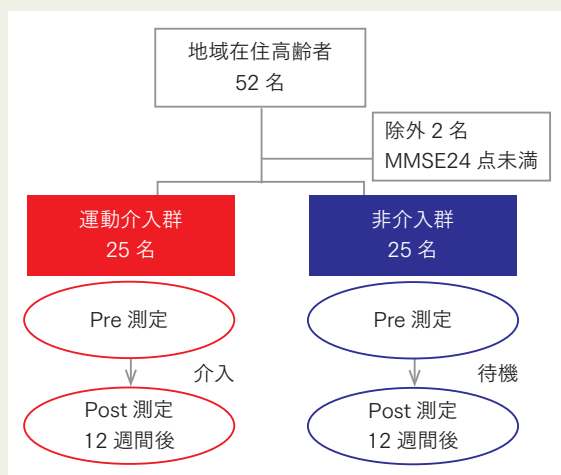 地域在住高齢者
52 名
除外 2 名
MMSE24 点未満
運動介入群
25 名
非介入群
25 名
Pre 測定
Pre 測定
介入
待機
Post 測定
12 週間後
Post 測定
12 週間後